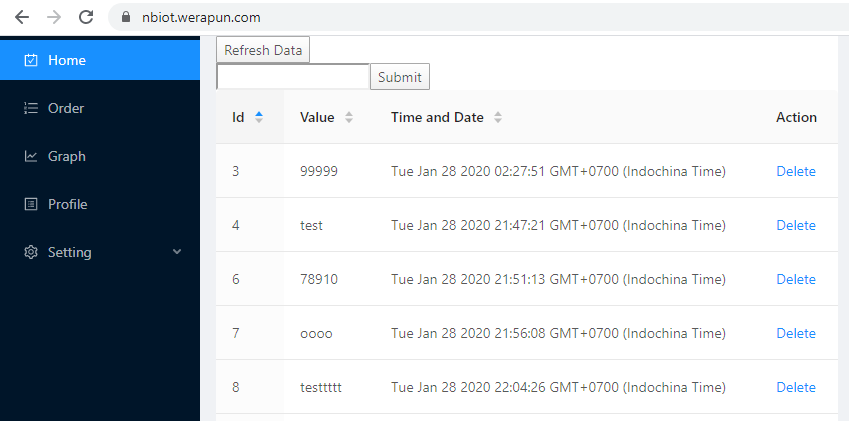 nbiot.werapun.com
Home
Order
Graph
Profile
Setting
Refresh Data
Submit
Id Value Time and Date Action
3 99999 Tue Jan 28 2020 02:27:51 GMT+0700 (Indochina Time) Delete
4 test Tue Jan 28 2020 21:47:21 GMT+0700 (Indochina Time) Delete
6 78910 Tue Jan 28 2020 21:51:13 GMT+0700 (Indochina Time) Delete
7 oooo Tue Jan 28 2020 21:56:08 GMT+0700 (Indochina Time) Delete
8 testtttt Tue Jan 28 2020 22:04:26 GMT+0700 (Indochina Time) Delete